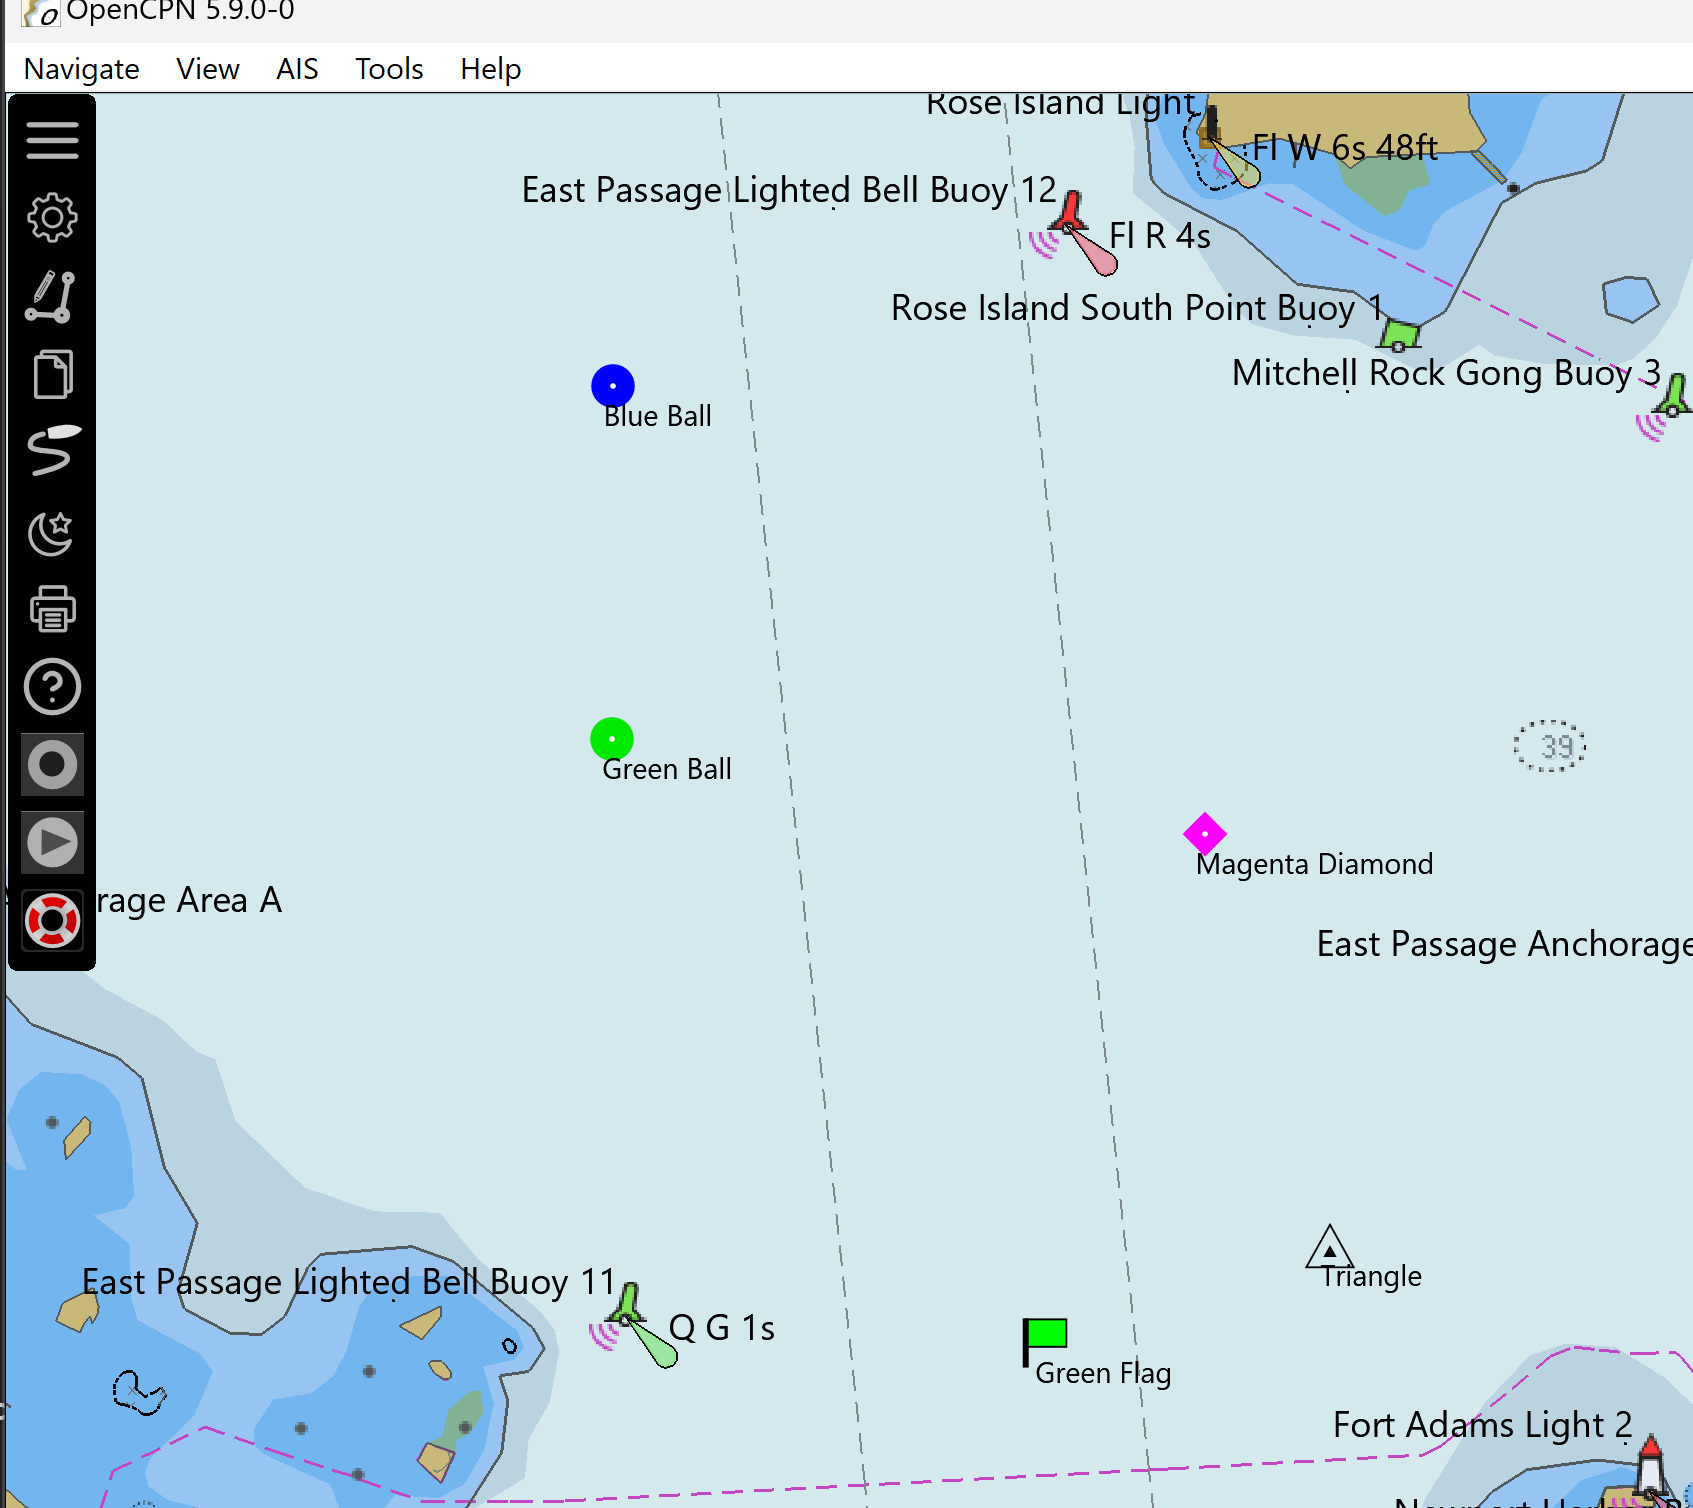 OpenCPN 5.9.0-0
Navigate View AIS Tools Help
Rose Island Light
Fl W 6s 48ft
East Passage Lighted Bell Buoy 12
Fl R 4s
Rose Island South Point Buoy 1
Mitchell Rock Gong Buoy 3
Blue Ball
Green Ball
39
Magenta Diamond
rage Area A
East Passage Anchorage
Triangle
East Passage Lighted Bell Buoy 11
Q G 1s
Green Flag
Fort Adams Light 2